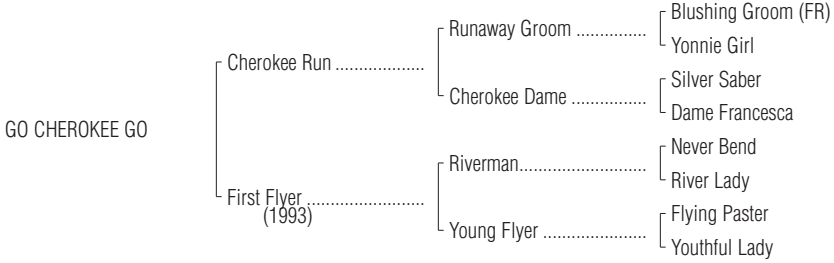 Blushing Groom (FR)
Runaway Groom ................
Yonnie Girl
Cherokee Run ....................
Silver Saber
Cherokee Dame .................
Dame Francesca
GO CHEROKEE GO
Never Bend
Riverman......................
River Lady
First Flyer ..........................
(1993)
Flying Paster
Young Flyer .......................
Youthful Lady